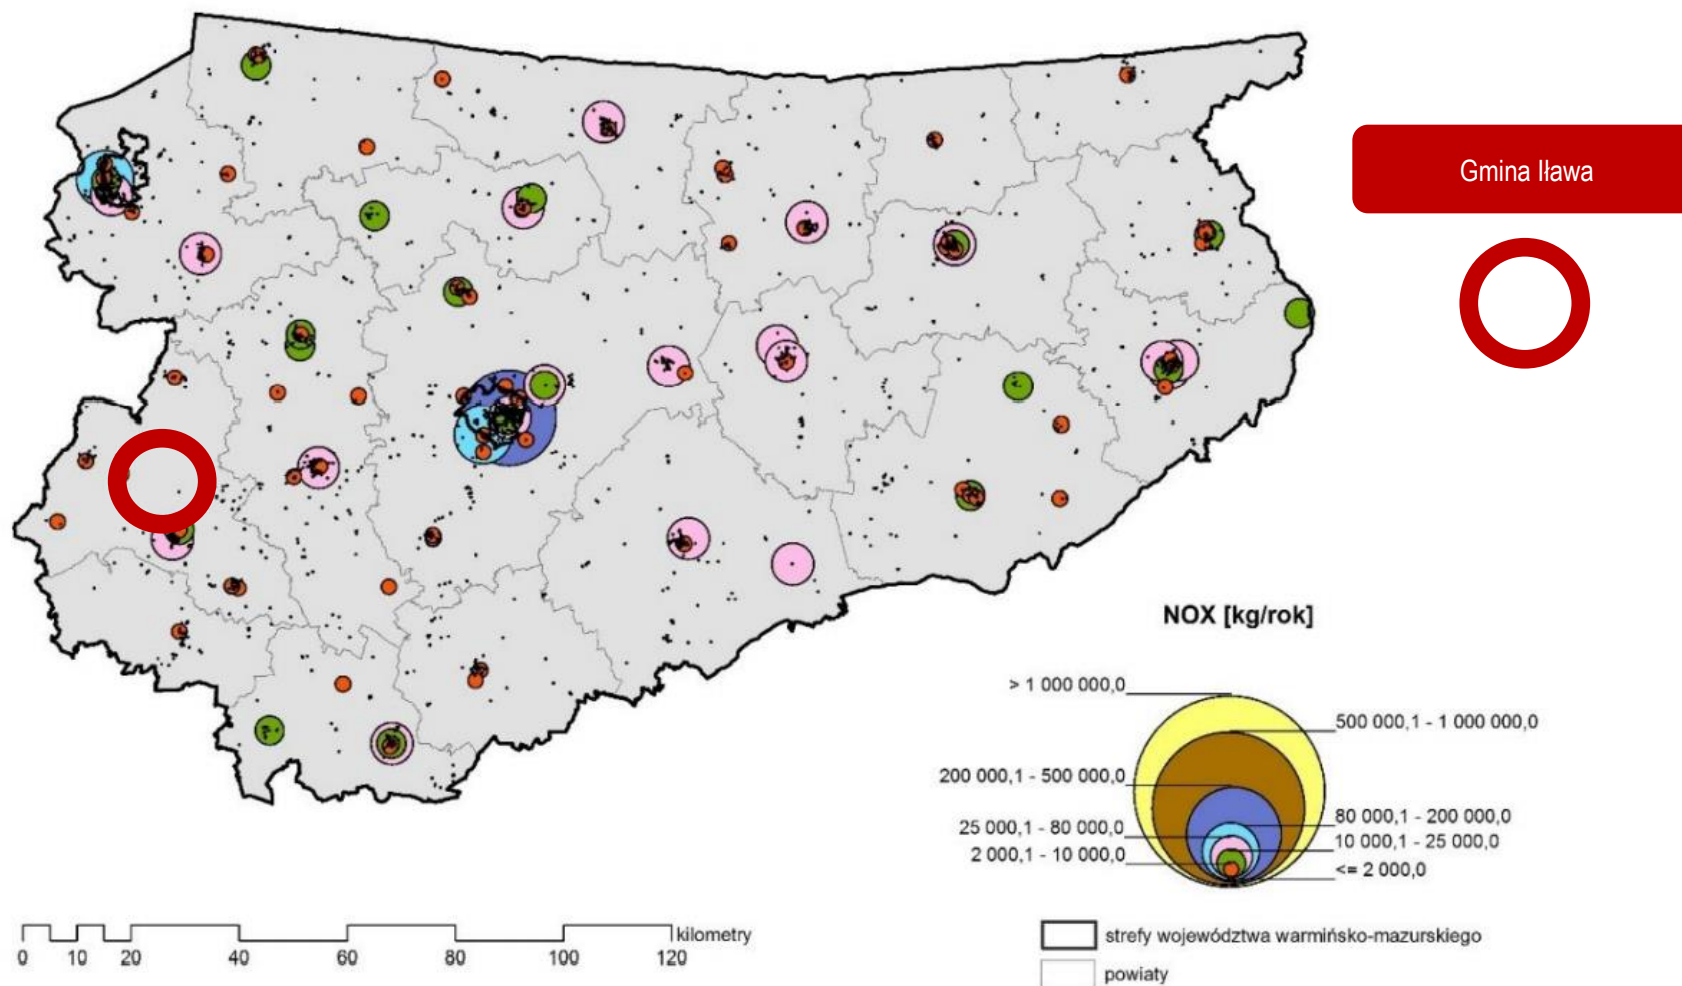 Gmina Iława
NOX [kg/rok]
> 1 000 000,0
500 000,1 - 1 000 000,0
200 000,1 - 500 000,0
80 000,1 - 200 000,0
25 000,1 - 80 000,0
10 000,1 - 25 000,0
2 000,1 - 10 000,0
<= 2 000,0
kilometry
0 10 20 40 60 80 100 120
strefy województwa warmińsko-mazurskiego
powiaty